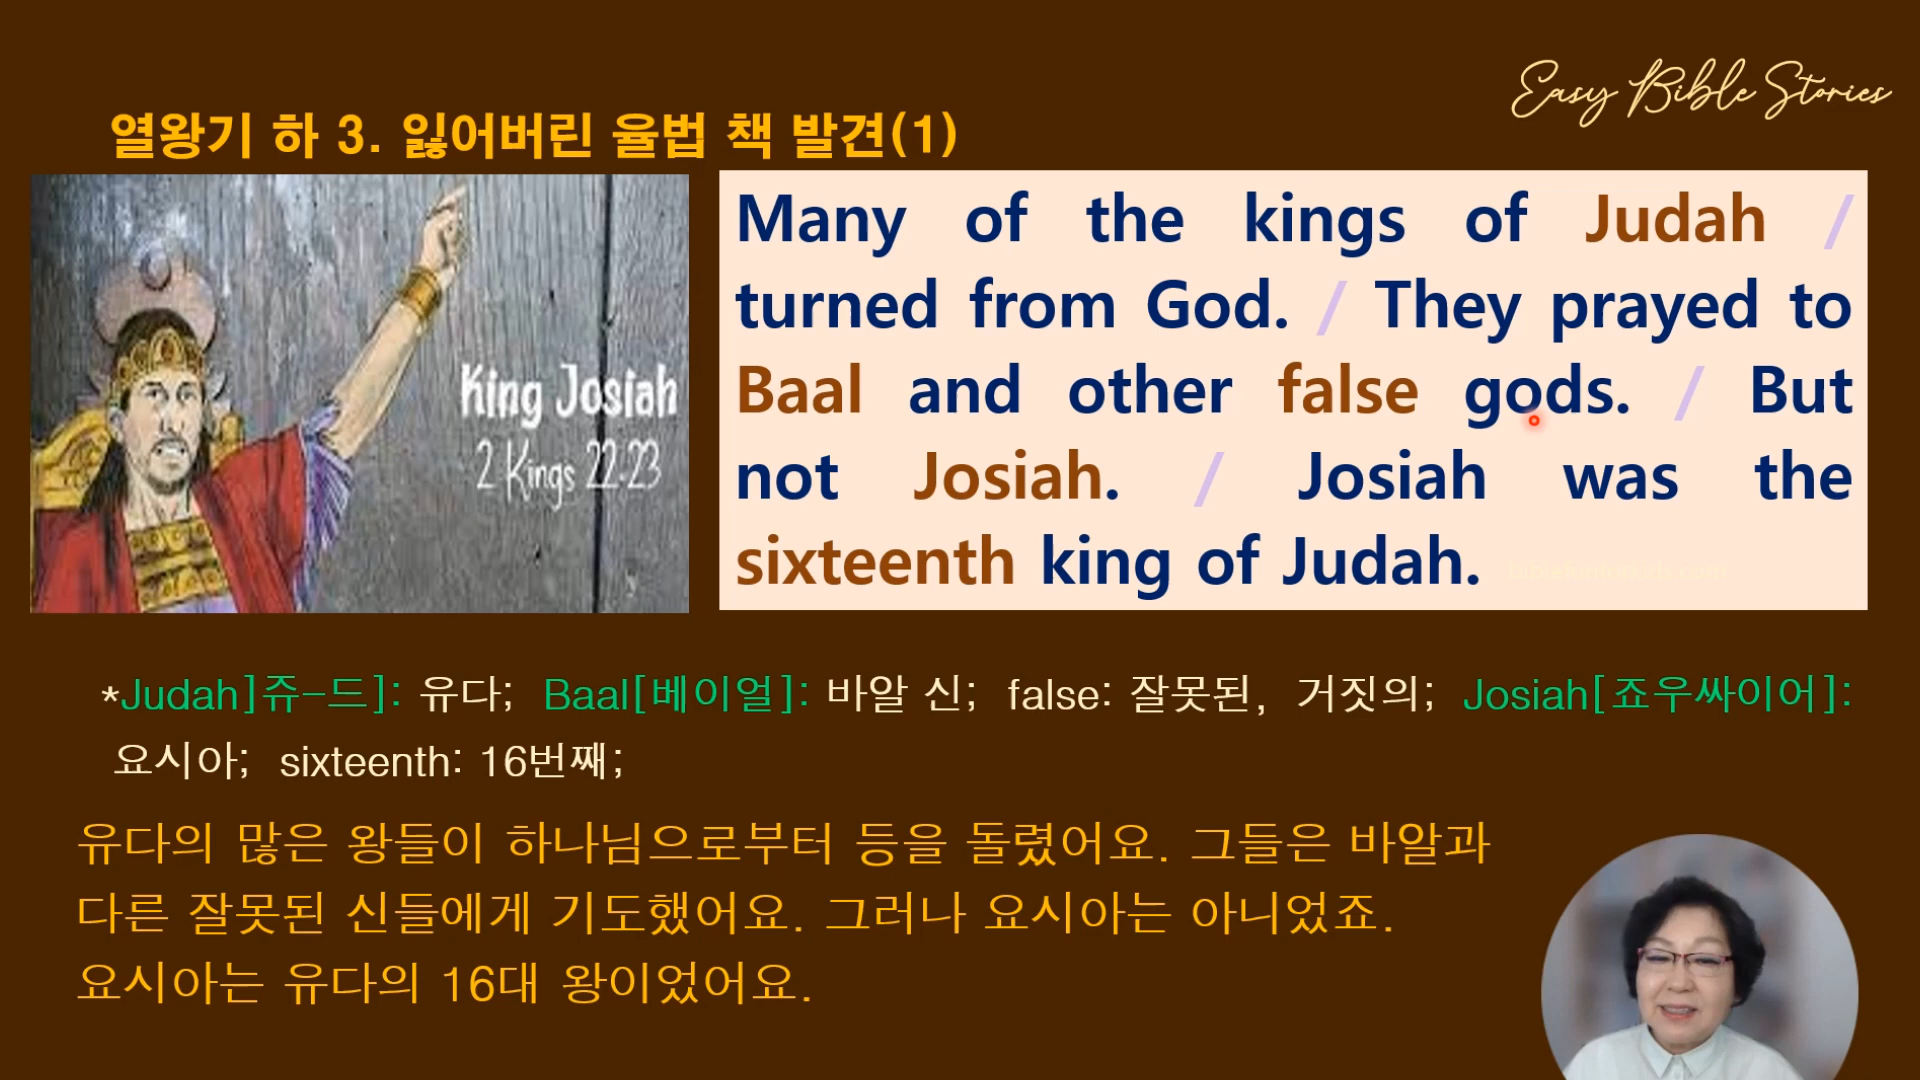 Easy Bible Stories
열왕기 하 3. 잃어버린 율법 책 발견(1)
King Josiah
2 Kings 22-23
Many of the kings of Judah /
turned from God. / They prayed to
Baal and other false gods. / But
not Josiah. / Josiah was the
sixteenth king of Judah.
*Judah]쥬-드]: 유다; Baal[베이얼]: 바알 신; false: 잘못된, 거짓의; Josiah[죠우싸이어]:
요시아; sixteenth: 16번째;
유다의 많은 왕들이 하나님으로부터 등을 돌렸어요. 그들은 바알과
다른 잘못된 신들에게 기도했어요. 그러나 요시아는 아니었죠.
요시아는 유다의 16대 왕이었어요.